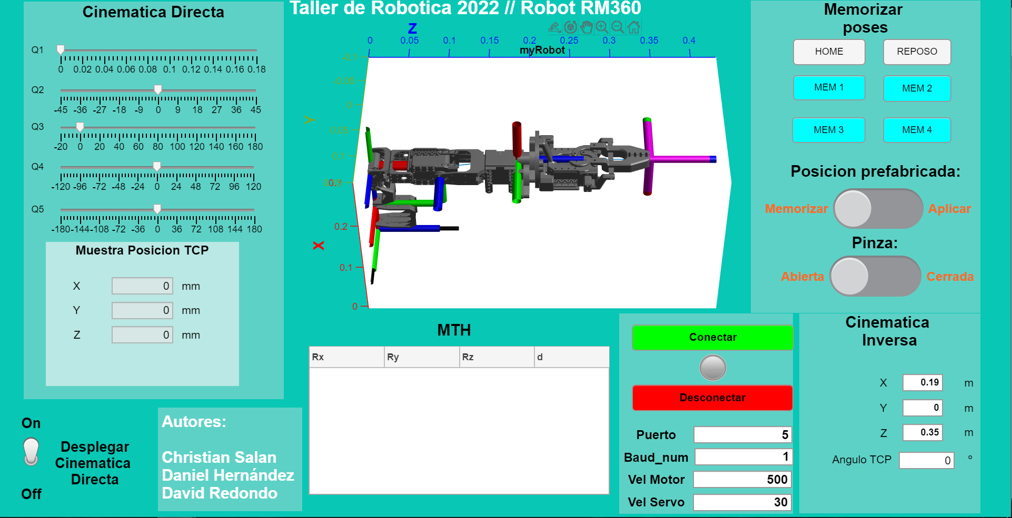 Taller de Robotica 2022 // Robot RM360
Cinematica Directa
Q1
0 0.02 0.04 0.06 0.08 0.1 0.12 0.14 0.16 0.18
Q2
-45 -36 -27 -18 -9 0 9 18 27 36 45
Q3
-20 0 20 40 60 80 100 120 140 160 180
Q4
-120 -96 -72 -48 -24 0 24 48 72 96 120
Q5
-180 -144 -108 -72 -36 0 36 72 108 144 180
Muestra Posicion TCP
X 0 mm
Y 0 mm
Z 0 mm
On
Desplegar
Cinematica
Directa
Off
Autores:
Christian Salan
Daniel Hernández
David Redondo
Z
0 0.05 0.1 0.15 0.2 0.25 0.3 0.35 0.4
myRobot
X
0.2
0.1
0
MTH
Rx Ry Rz d
Conectar
Desconectar
Puerto 5
Baud_num 1
Vel Motor 500
Vel Servo 30
Memorizar
poses
HOME REPOSO
MEM 1 MEM 2
MEM 3 MEM 4
Posicion prefabricada:
Memorizar Aplicar
Pinza:
Abierta Cerrada
Cinematica
Inversa
X 0.19 m
Y 0 m
Z 0.35 m
Angulo TCP 0 º